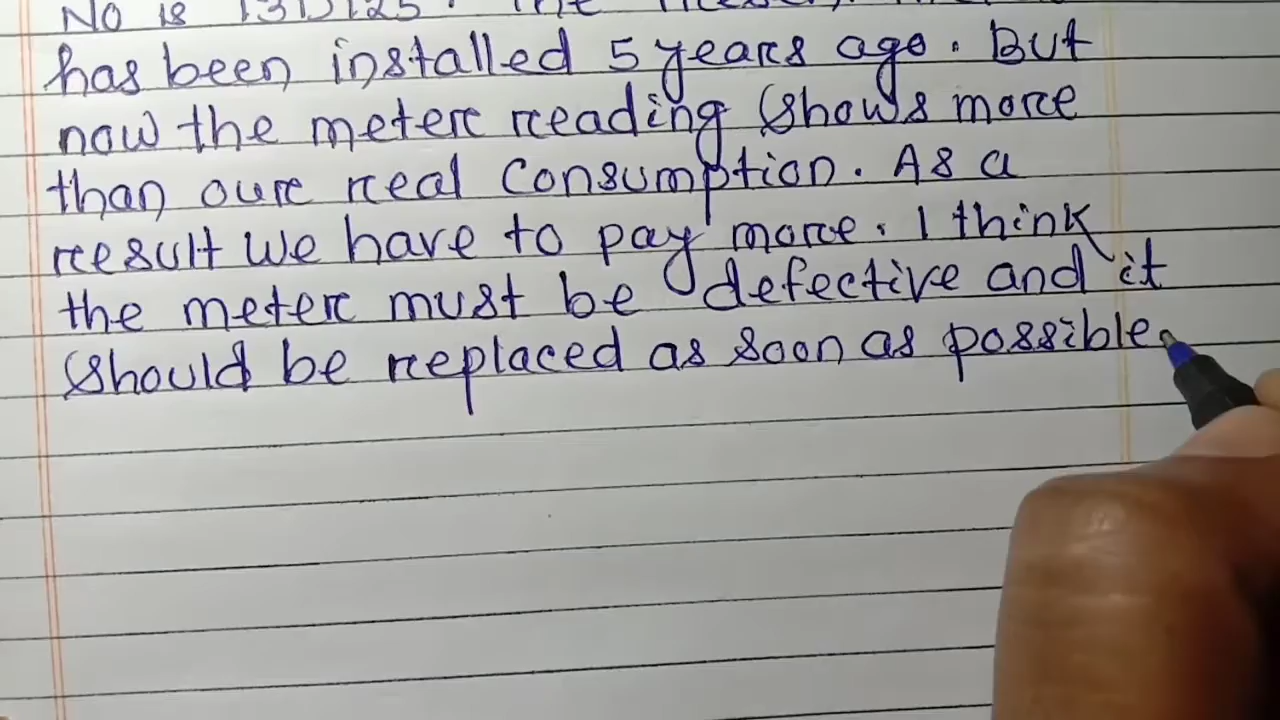 No is
has been installed 5 years ago. But
now the meter reading shows more
than our real consumption. As a
result we have to pay more. I think
the meter must be defective and it
should be replaced as soon as possible.